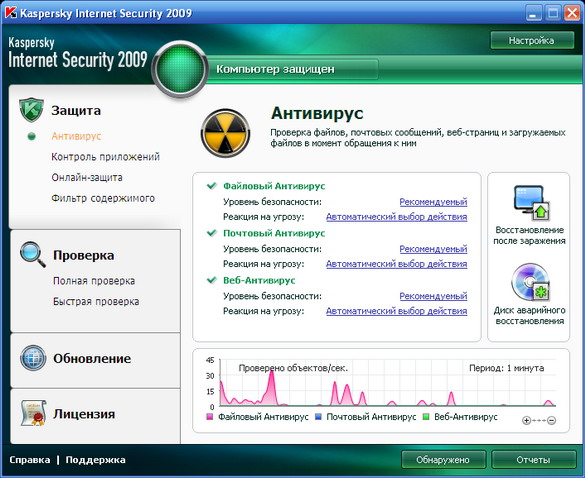 Kaspersky Internet Security 2009
Kaspersky
Internet Security 2009
Настройка
Компьютер защищен
Защита
Антивирус
Контроль приложений
Онлайн-защита
Фильтр содержимого
Проверка
Полная проверка
Быстрая проверка
Обновление
Лицензия
Антивирус
Проверка файлов, почтовых сообщений, веб-страниц и загружаемых
файлов в момент обращения к ним
Файловый Антивирус
Уровень безопасности: Рекомендуемый
Реакция на угрозу: Автоматический выбор действия
Почтовый Антивирус
Уровень безопасности: Рекомендуемый
Реакция на угрозу: Автоматический выбор действия
Веб-Антивирус
Уровень безопасности: Рекомендуемый
Реакция на угрозу: Автоматический выбор действия
Восстановление
после заражения
Диск аварийного
восстановления
45
30
15
0
Проверено объектов/сек. Период: 1 минута
Файловый Антивирус Почтовый Антивирус Веб-Антивирус
Справка | Поддержка
Обнаружено Отчеты